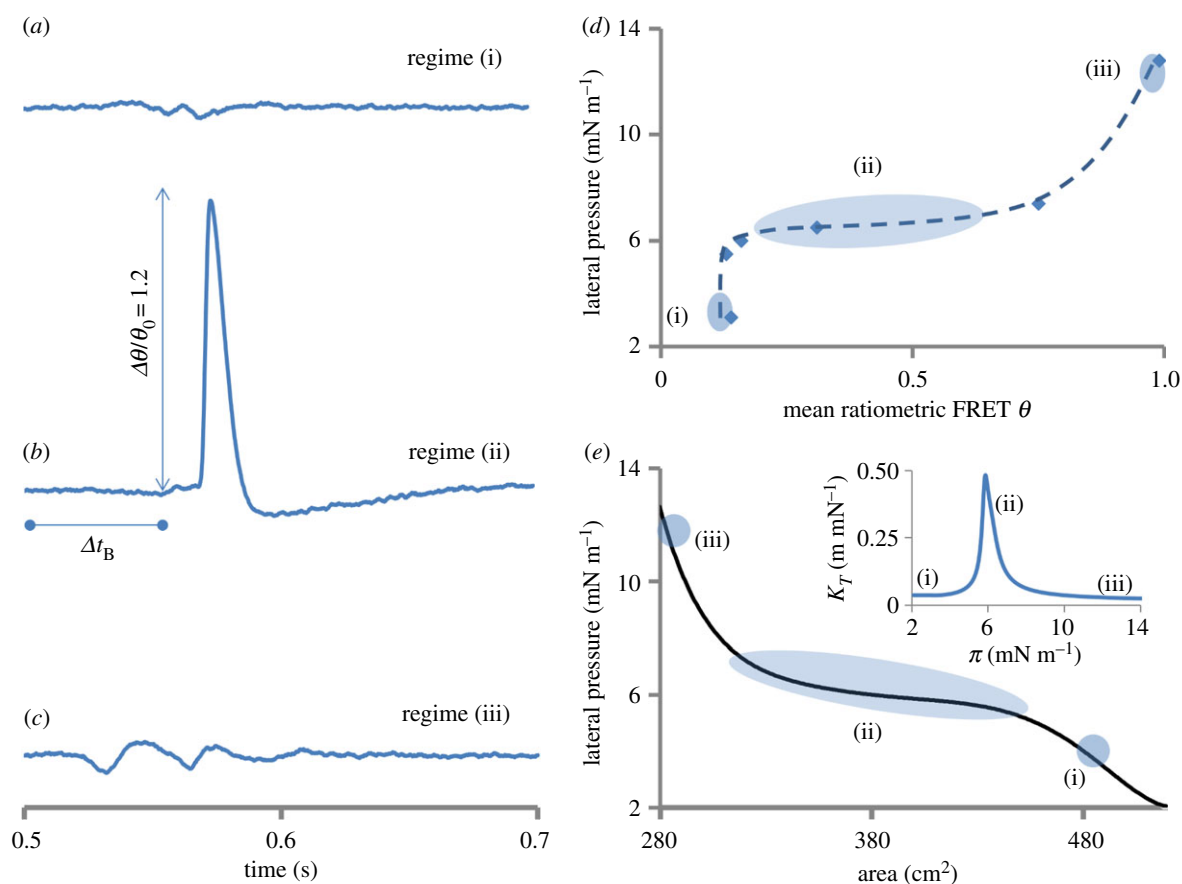 (a)
regime (i)
Δθ/θ₀ = 1.2
(b)
regime (ii)
Δt_B
(c)
regime (iii)
0.5 0.6 0.7
time (s)
(d)
14
10
6
2
lateral pressure (mN m⁻¹)
(i)
(ii)
(iii)
0 0.5 1.0
mean ratiometric FRET θ
(e)
14
10
6
2
lateral pressure (mN m⁻¹)
(iii)
(ii)
(i)
280 380 480
area (cm²)
0.50
0.25
0
K_T (m mN⁻¹)
(i)
(ii)
(iii)
2 6 10 14
π (mN m⁻¹)